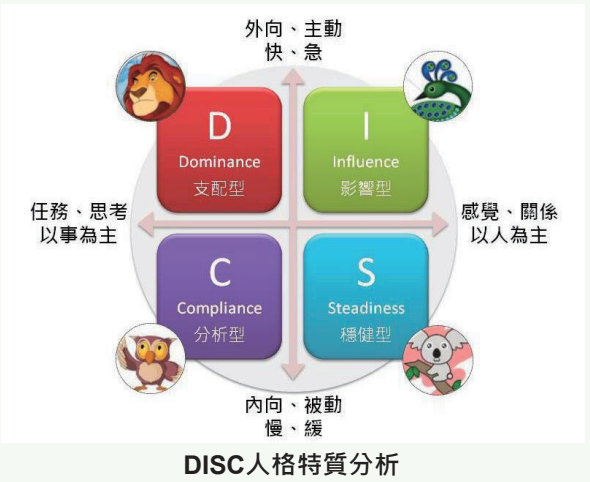 外向、主動
快、急
D
Dominance
支配型
I
Influence
影響型
任務、思考
以事為主
感覺、關係
以人為主
C
Compliance
分析型
S
Steadiness
穩健型
內向、被動
慢、緩
DISC人格特質分析